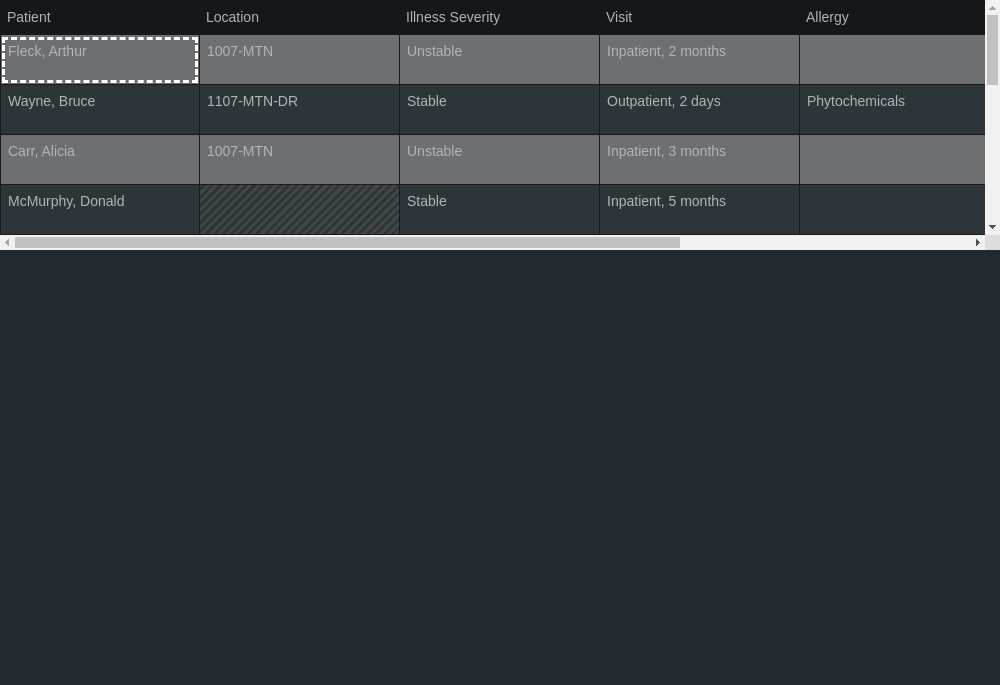 Patient Location Illness Severity Visit Allergy
Fleck, Arthur 1007-MTN Unstable Inpatient, 2 months
Wayne, Bruce 1107-MTN-DR Stable Outpatient, 2 days Phytochemicals
Carr, Alicia 1007-MTN Unstable Inpatient, 3 months
McMurphy, Donald Stable Inpatient, 5 months